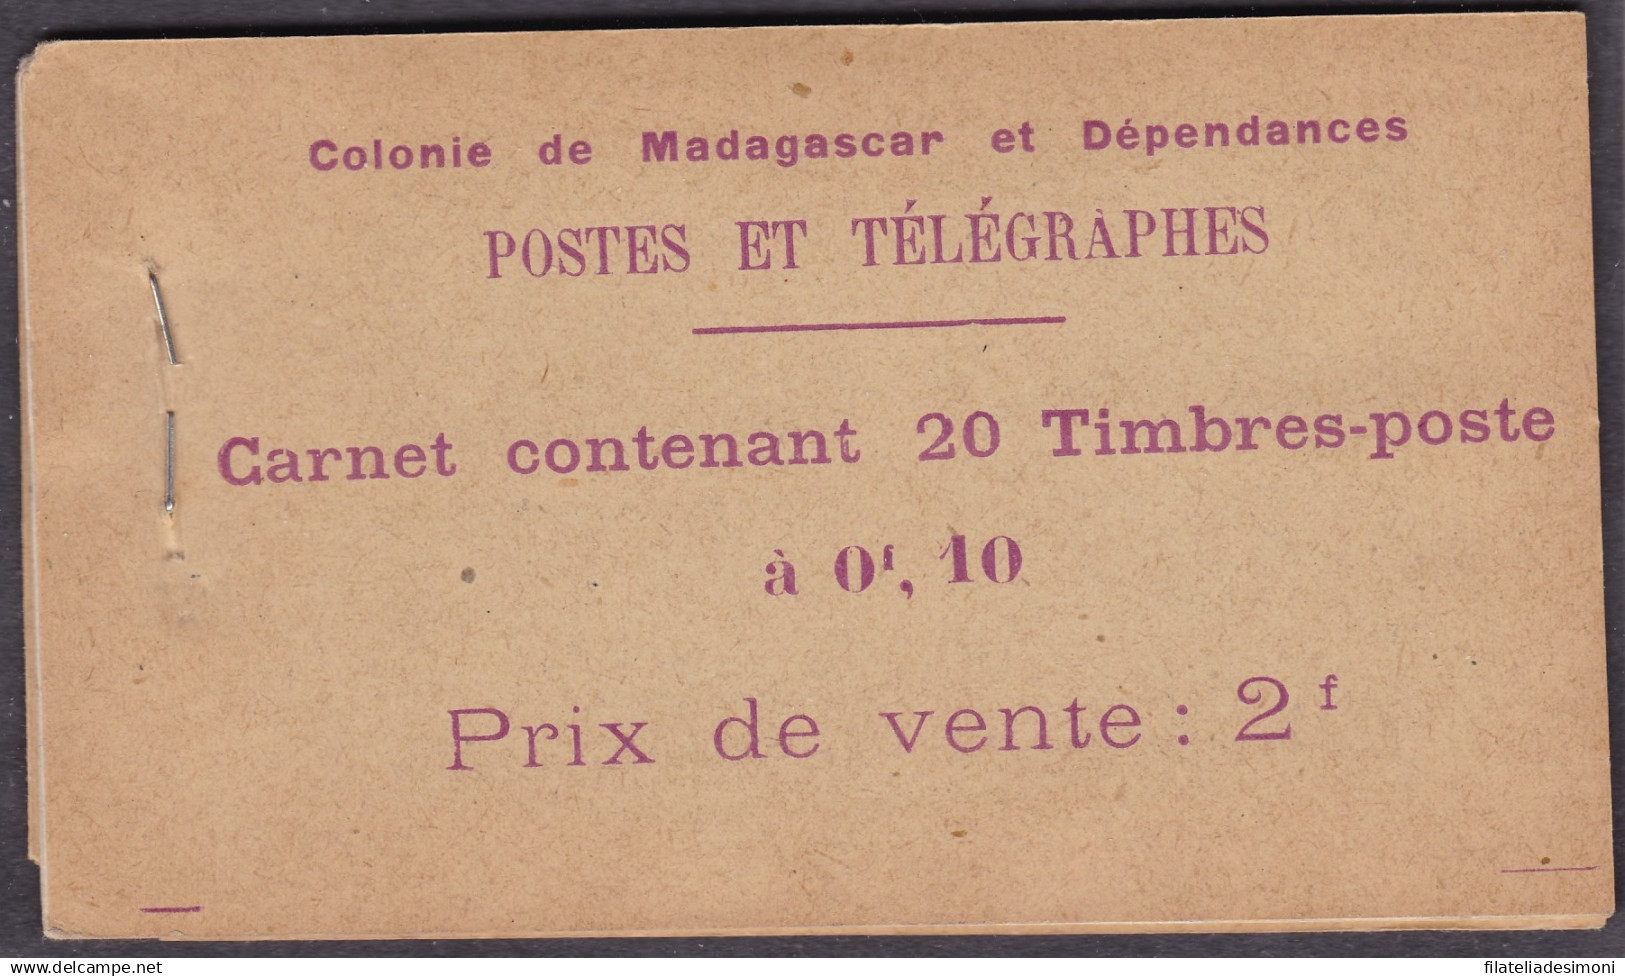 Colonie de Madagascar et Dépendances
POSTES ET TÉLÉGRAPHES
Carnet contenant 20 Timbres-poste
à 0f, 10
Prix de vente : 2 f
www.delcampe.net
filateliadesimoni